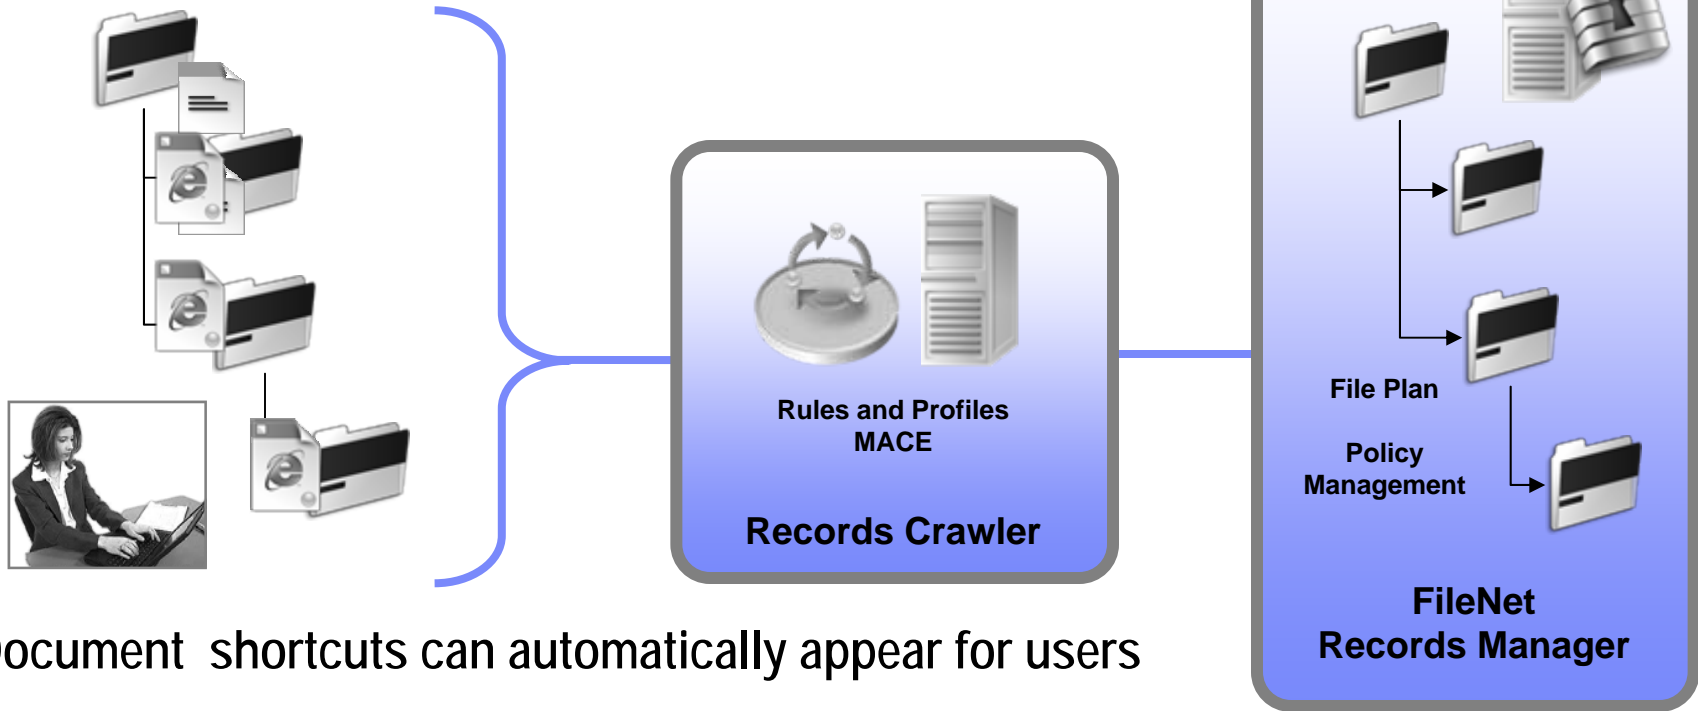 Rules and Profiles
MACE
Records Crawler
File Plan
Policy
Management
FileNet
Records Manager
shortcuts can automatically appear for users